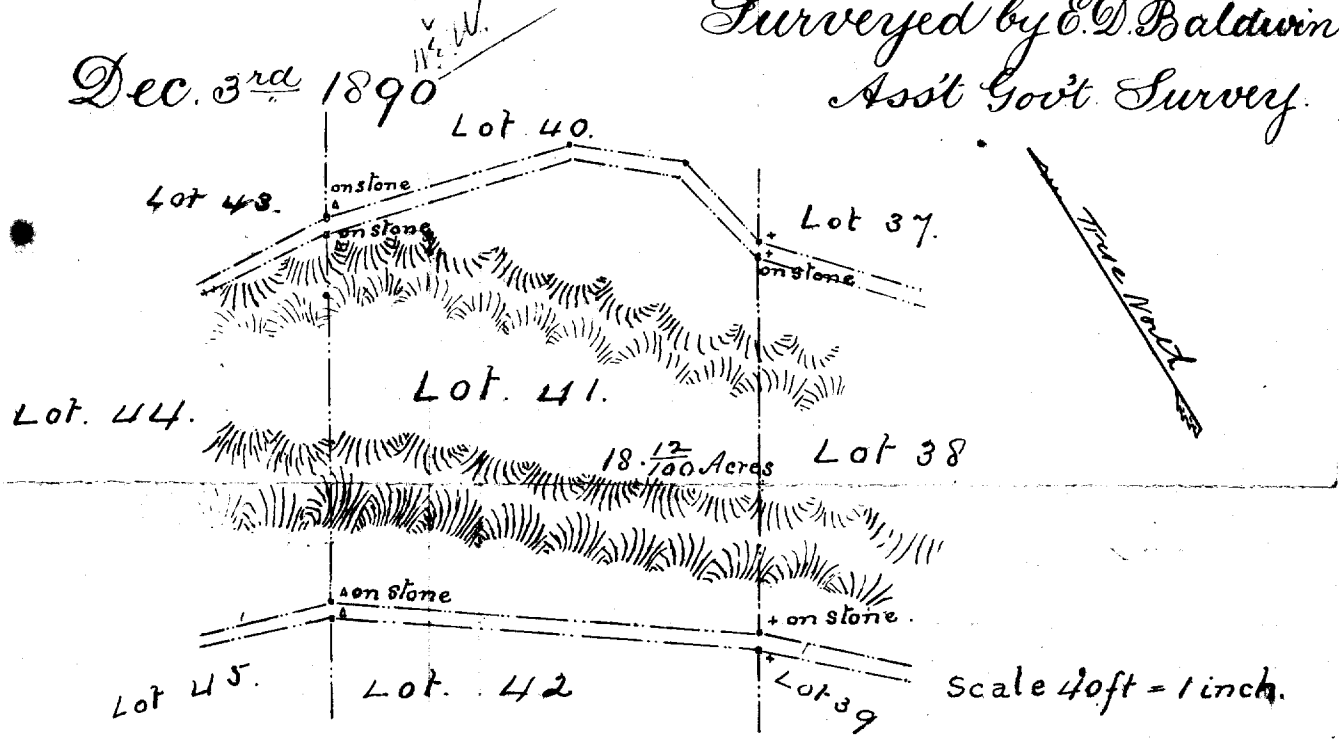 Surveyed by E.D. Baldwin
Ass't Gov't Survey.
Dec. 3rd 1890
Lot 40.
Lot 43.
on stone
on stone
Lot 37.
on stone
True North
Lot. 41.
Lot. 44.
18. 12/100 Acres
Lot 38
on stone
+ on stone.
Lot 45.
Lot. 42
Lot 39
Scale 40ft = 1 inch.